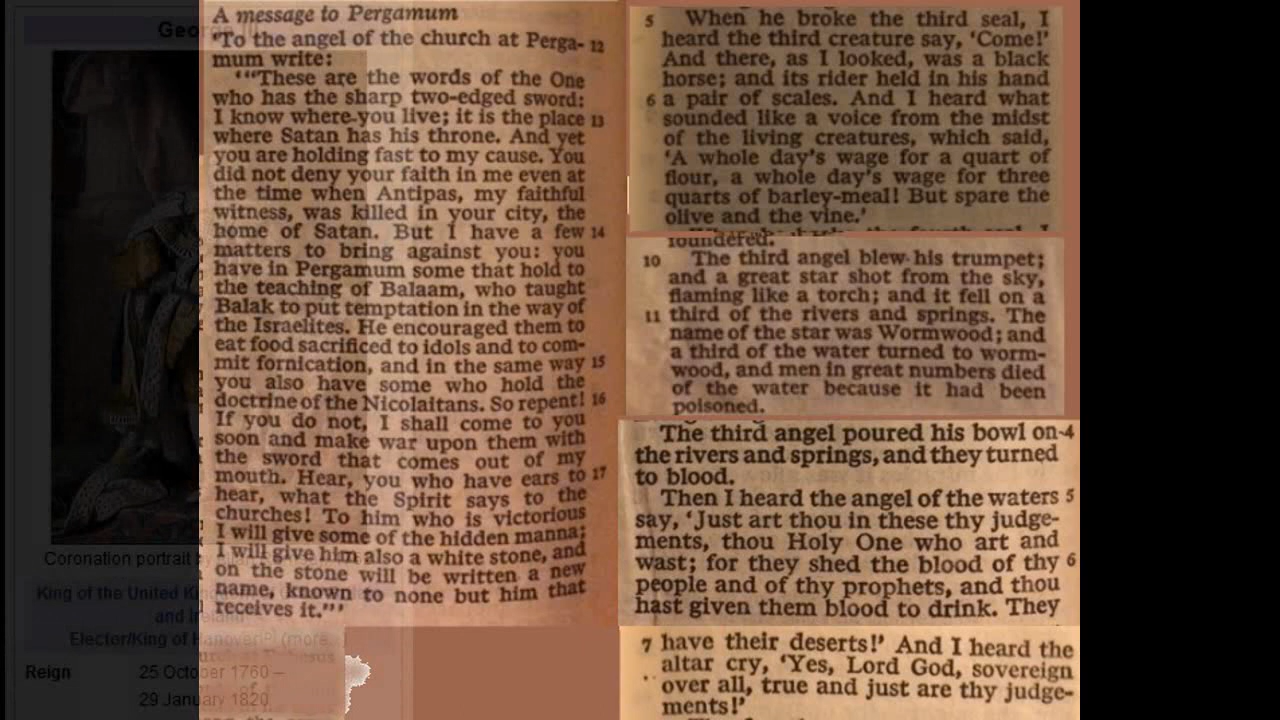 George III
A message to Pergamum
'To the angel of the church at Perga- 12
mum write:
'"These are the words of the One
who has the sharp two-edged sword:
I know where you live; it is the place 13
where Satan has his throne. And yet
you are holding fast to my cause. You
did not deny your faith in me even at
the time when Antipas, my faithful
witness, was killed in your city, the
home of Satan. But I have a few 14
matters to bring against you: you
have in Pergamum some that hold to
the teaching of Balaam, who taught
Balak to put temptation in the way of
the Israelites. He encouraged them to
eat food sacrificed to idols and to com-
mit fornication, and in the same way 15
you also have some who hold the
doctrine of the Nicolaitans. So repent! 16
If you do not, I shall come to you
soon and make war upon them with
the sword that comes out of my
mouth. Hear, you who have ears to 17
hear, what the Spirit says to the
churches! To him who is victorious
I will give some of the hidden manna;
I will give him also a white stone, and
on the stone will be written a new
name, known to none but him that
receives it."'
Coronation portrait
King of the United
and Ireland
Elector/King of Hanover (more
Reign
25 October 1760 –
29 January 1820
5 When he broke the third seal, I
heard the third creature say, 'Come!'
And there, as I looked, was a black
horse; and its rider held in his hand
6 a pair of scales. And I heard what
sounded like a voice from the midst
of the living creatures, which said,
'A whole day's wage for a quart of
flour, a whole day's wage for three
quarts of barley-meal! But spare the
olive and the vine.'
foundered.
10 The third angel blew his trumpet;
and a great star shot from the sky,
flaming like a torch; and it fell on a
11 third of the rivers and springs. The
name of the star was Wormwood; and
a third of the water turned to worm-
wood, and men in great numbers died
of the water because it had been
poisoned.
The third angel poured his bowl on 4
the rivers and springs, and they turned
to blood.
Then I heard the angel of the waters 5
say, 'Just art thou in these thy judge-
ments, thou Holy One who art and
wast; for they shed the blood of thy 6
people and of thy prophets, and thou
hast given them blood to drink. They
7 have their deserts!' And I heard the
altar cry, 'Yes, Lord God, sovereign
over all, true and just are thy judge-
ments!'